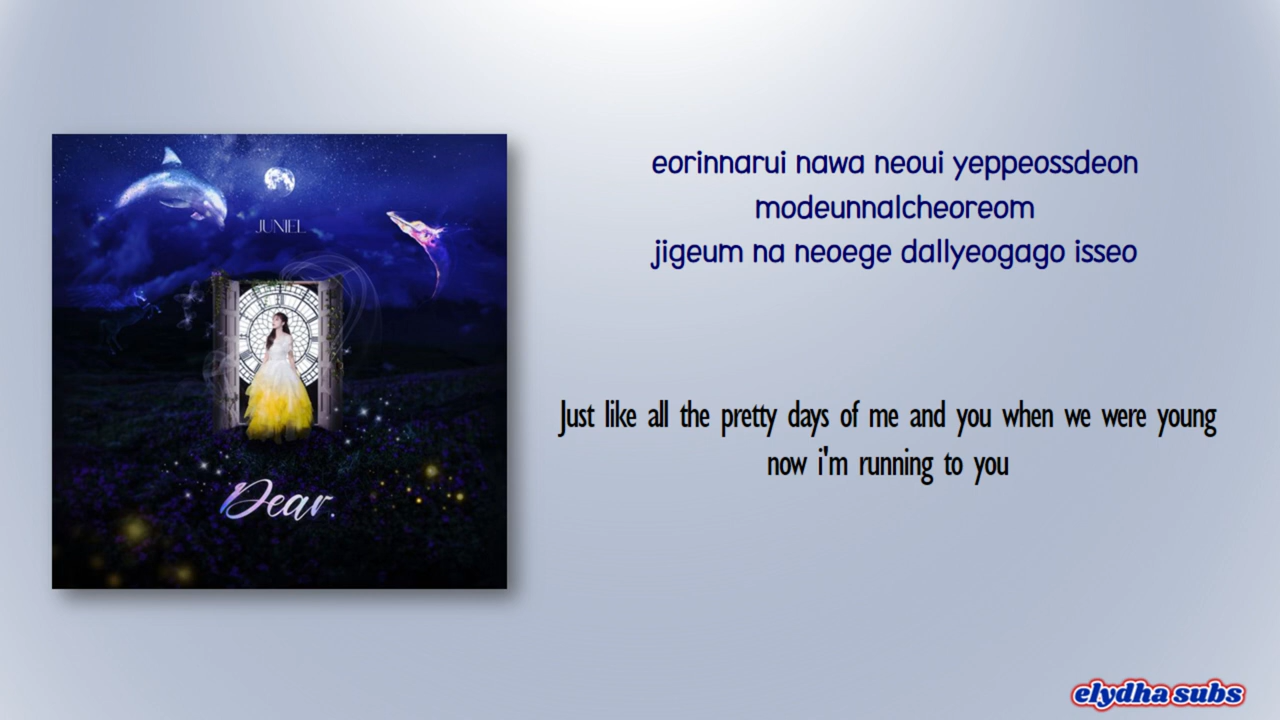 JUNIEL
Dear.
eorinnarui nawa neoui yeppeossdeon
modeunnalcheoreom
jigeum na neoege dallyeogago isseo
Just like all the pretty days of me and you when we were young
now i'm running to you
elydha subs